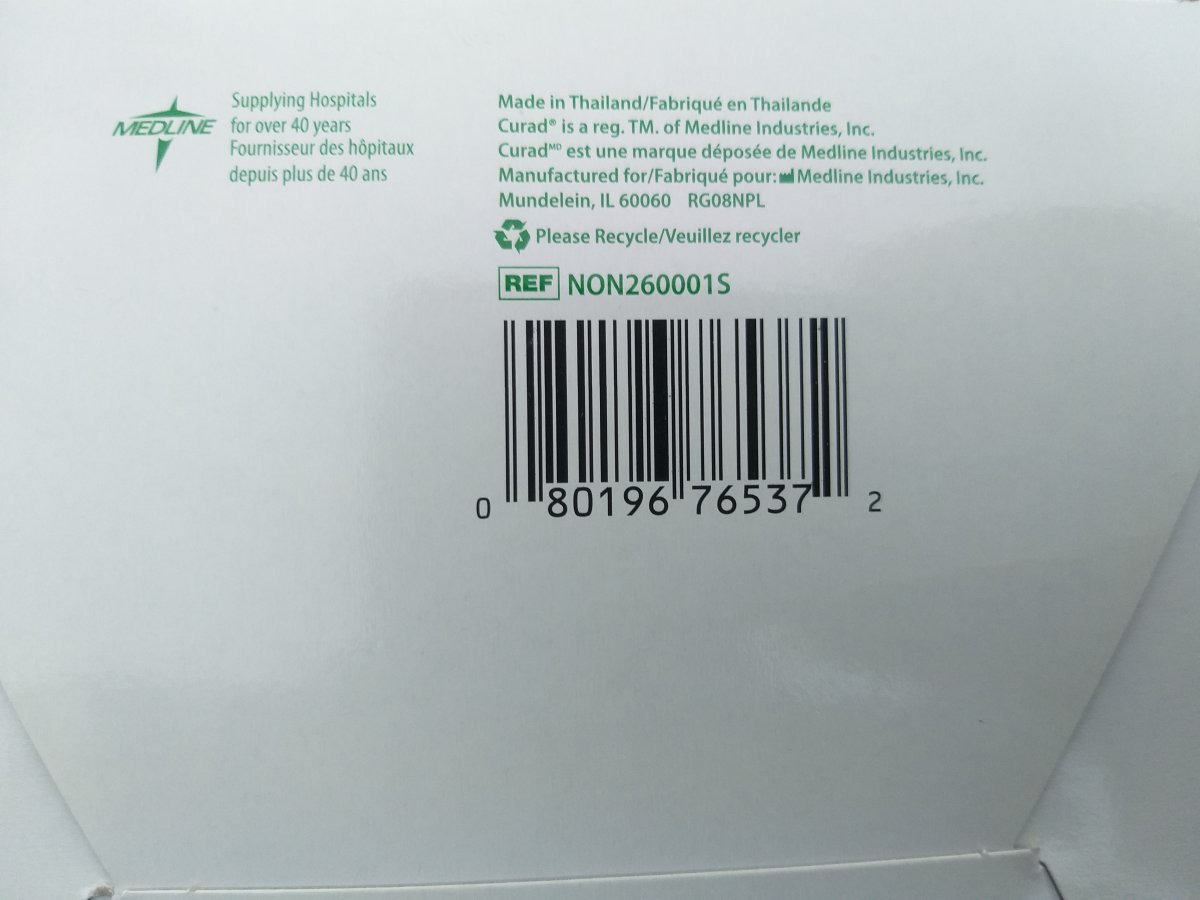 MEDLINE
Supplying Hospitals
for over 40 years
Fournisseur des hôpitaux
depuis plus de 40 ans
Made in Thailand/Fabriqué en Thailande
Curad® is a reg. TM. of Medline Industries, Inc.
Curad MD est une marque déposée de Medline Industries, Inc.
Manufactured for/Fabriqué pour: Medline Industries, Inc.
Mundelein, IL 60060 RG08NPL
Please Recycle/Veuillez recycler
REF NON260001S
0 80196 76537 2